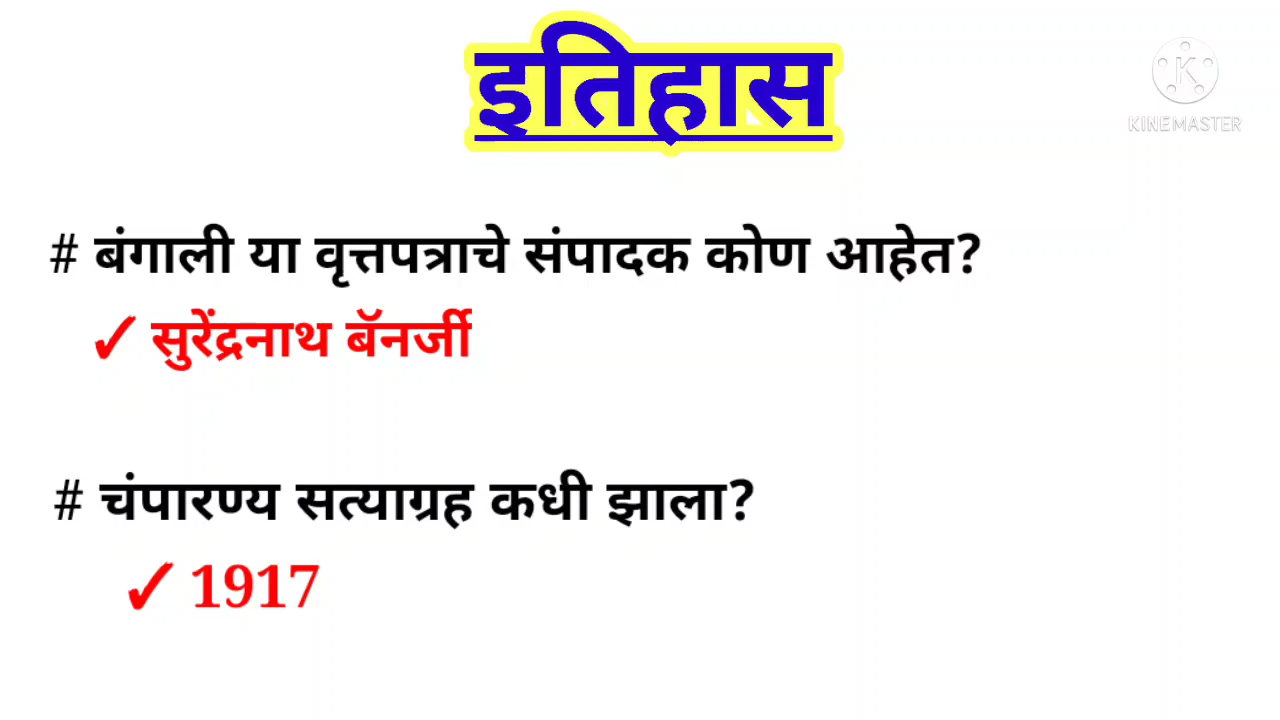 इतिहास
KINEMASTER
# बंगाली या वृत्तपत्राचे संपादक कोण आहेत?
✓ सुरेंद्रनाथ बॅनर्जी
# चंपारण्य सत्याग्रह कधी झाला?
✓ 1917